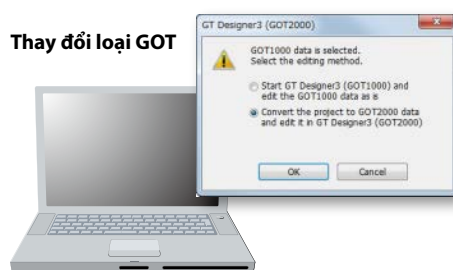 Thay đổi loại GOT
GT Designer3 (GOT2000)
GOT1000 data is selected.
Select the editing method.
Start GT Designer3 (GOT1000) and
edit the GOT1000 data as is
Convert the project to GOT2000 data
and edit it in GT Designer3 (GOT2000)
OK
Cancel